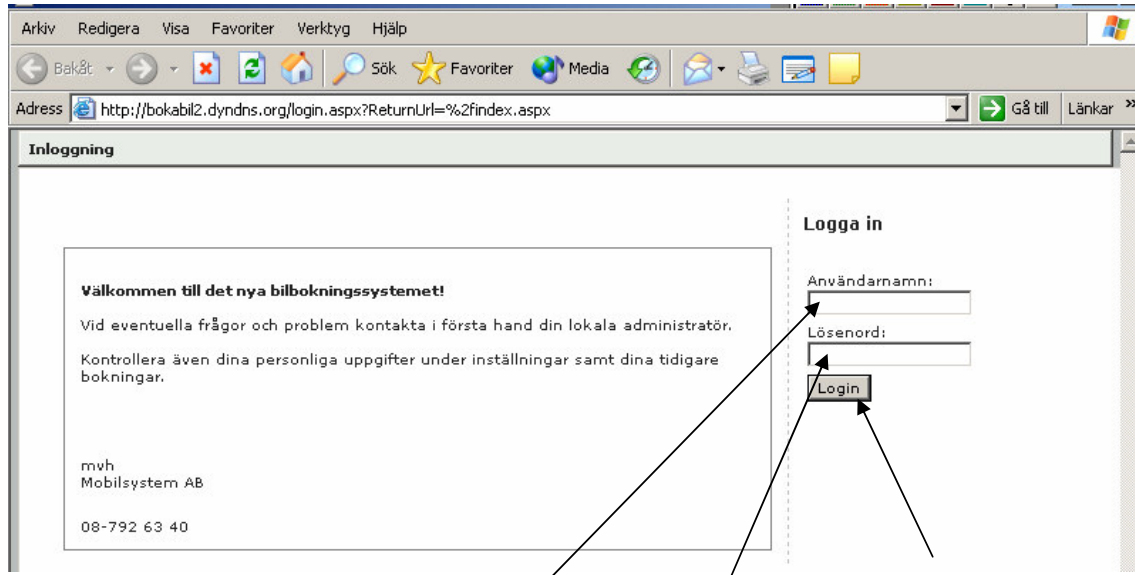 Arkiv Redigera Visa Favoriter Verktyg Hjälp
Bakåt Sök Favoriter Media
Adress http://bokabil2.dyndns.org/login.aspx?ReturnUrl=%2findex.aspx Gå till Länkar »
Inloggning
Logga in
Välkommen till det nya bilbokningssystemet!
Vid eventuella frågor och problem kontakta i första hand din lokala administratör.
Kontrollera även dina personliga uppgifter under inställningar samt dina tidigare
bokningar.
mvh
Mobilsystem AB
08-792 63 40
Användarnamn:
Lösenord:
Login